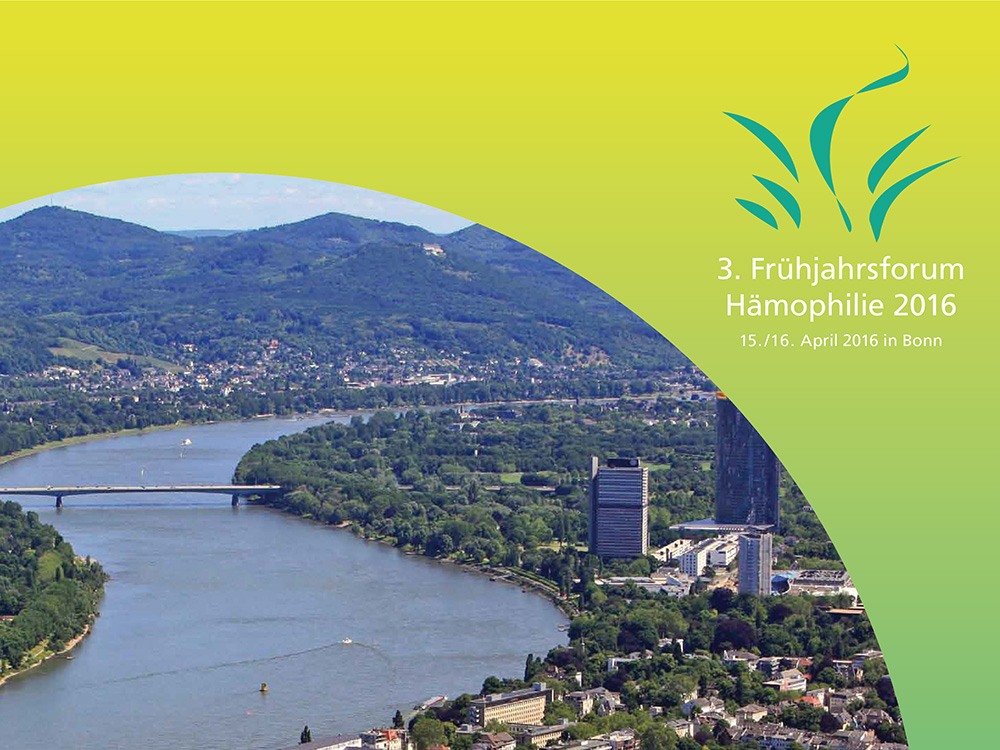 3. Frühjahrsforum
Hämophilie 2016
15./16. April 2016 in Bonn